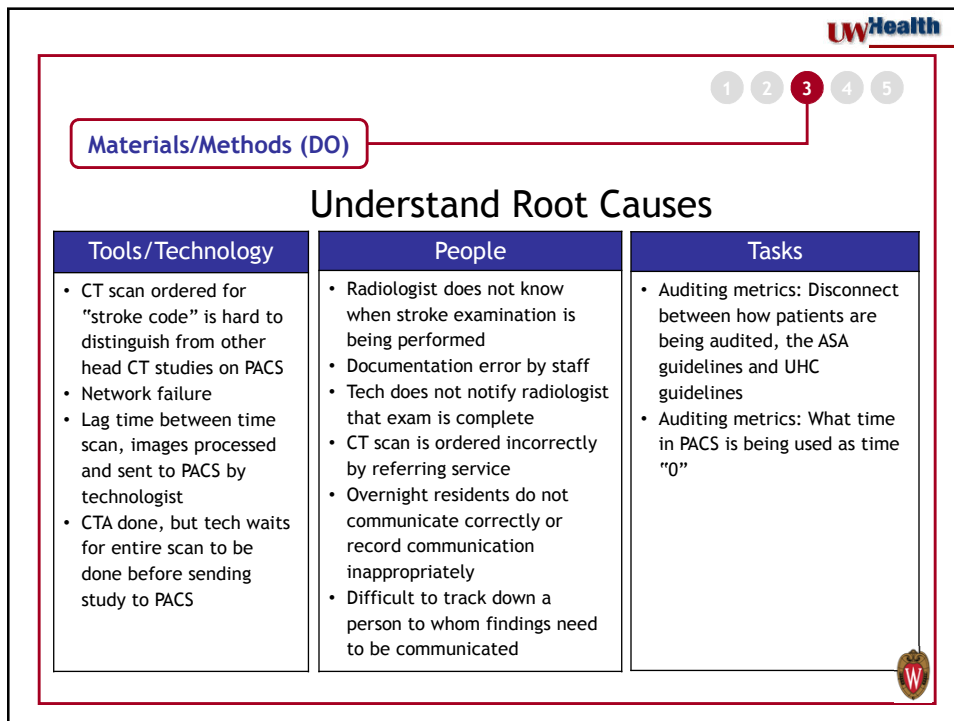 UWHealth
1 2 3 4 5
Materials/Methods (DO)
Understand Root Causes
Tools/Technology
• CT scan ordered for
"stroke code" is hard to
distinguish from other
head CT studies on PACS
• Network failure
• Lag time between time
scan, images processed
and sent to PACS by
technologist
• CTA done, but tech waits
for entire scan to be
done before sending
study to PACS
People
• Radiologist does not know
when stroke examination is
being performed
• Documentation error by staff
• Tech does not notify radiologist
that exam is complete
• CT scan is ordered incorrectly
by referring service
• Overnight residents do not
communicate correctly or
record communication
inappropriately
• Difficult to track down a
person to whom findings need
to be communicated
Tasks
• Auditing metrics: Disconnect
between how patients are
being audited, the ASA
guidelines and UHC
guidelines
• Auditing metrics: What time
in PACS is being used as time
"0"
W